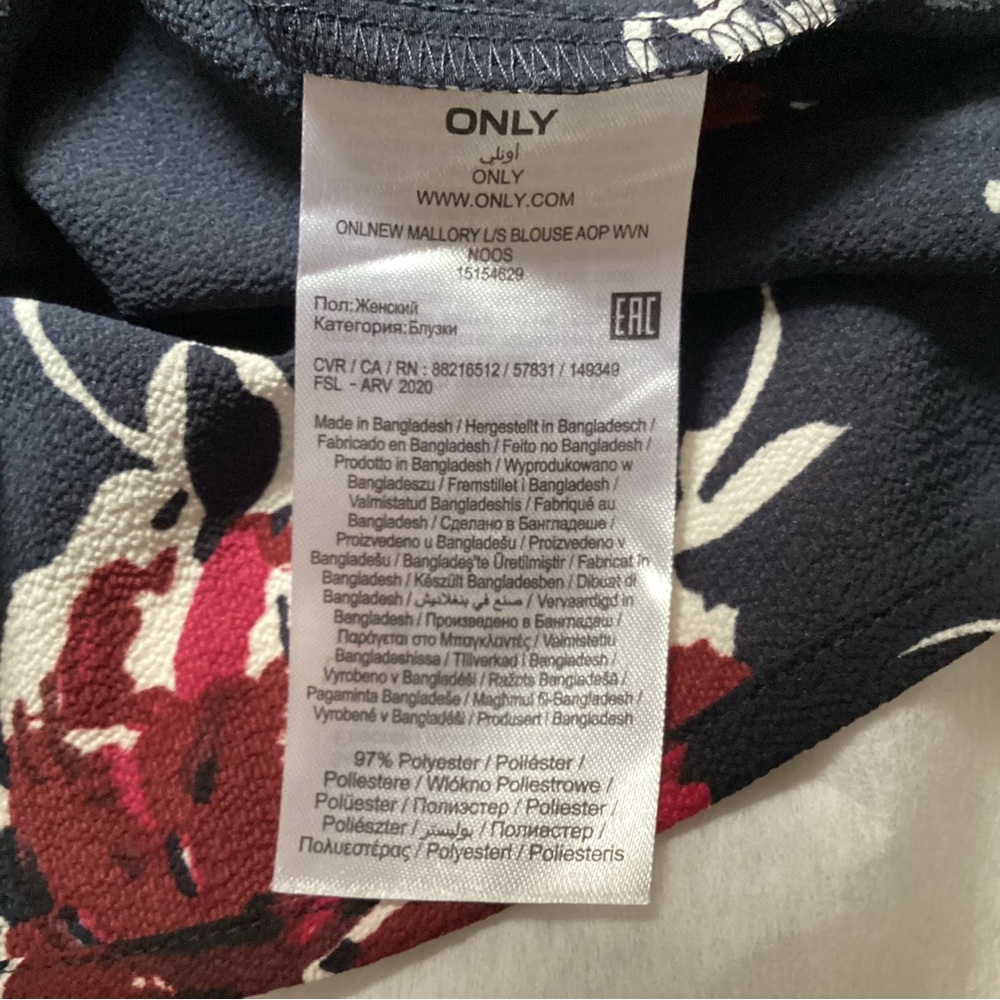 ONLY
اونلي
ONLY
WWW.ONLY.COM
ONLNEW MALLORY L/S BLOUSE AOP WVN
NOOS
15154629
Пол:Женский
Категория:Блузки
EAC
CVR / CA / RN : 88216512 / 57831 / 149349
FSL - ARV 2020
Made in Bangladesh / Hergestellt in Bangladesch /
Fabricado en Bangladesh / Feito no Bangladesh /
Prodotto in Bangladesh / Wyprodukowano w
Bangladeszu / Fremstillet i Bangladesh /
Valmistatud Bangladeshis / Fabriqué au
Bangladesh / Сделано в Бангладеше /
Proizvedeno u Bangladešu / Proizvedeno v
Bangladešu / Bangladeş'te Üretilmiştir / Fabricat în
Bangladesh / Készült Bangladesben / Dibuat di
Bangladesh / صنع في بنغلاديش / Vervaardigd in
Bangladesh / Произведено в Бангладеш /
Παράγεται στο Μπαγκλαντές / Valmistettu
Bangladeshissa / Tillverkad i Bangladesh /
Vyrobeno v Bangladéši / Ražots Bangladešā /
Pagaminta Bangladeše / Magħmul fil-Bangladesh /
Vyrobené v Bangladéši / Produsert i Bangladesh
97% Polyester / Poliéster /
Poliestere / Włókno Poliestrowe /
Polüester / Полиэстер / Poliester /
Poliészter / بوليستر / Полиестер /
Πολυεστέρας / Polyesteri / Poliesteris